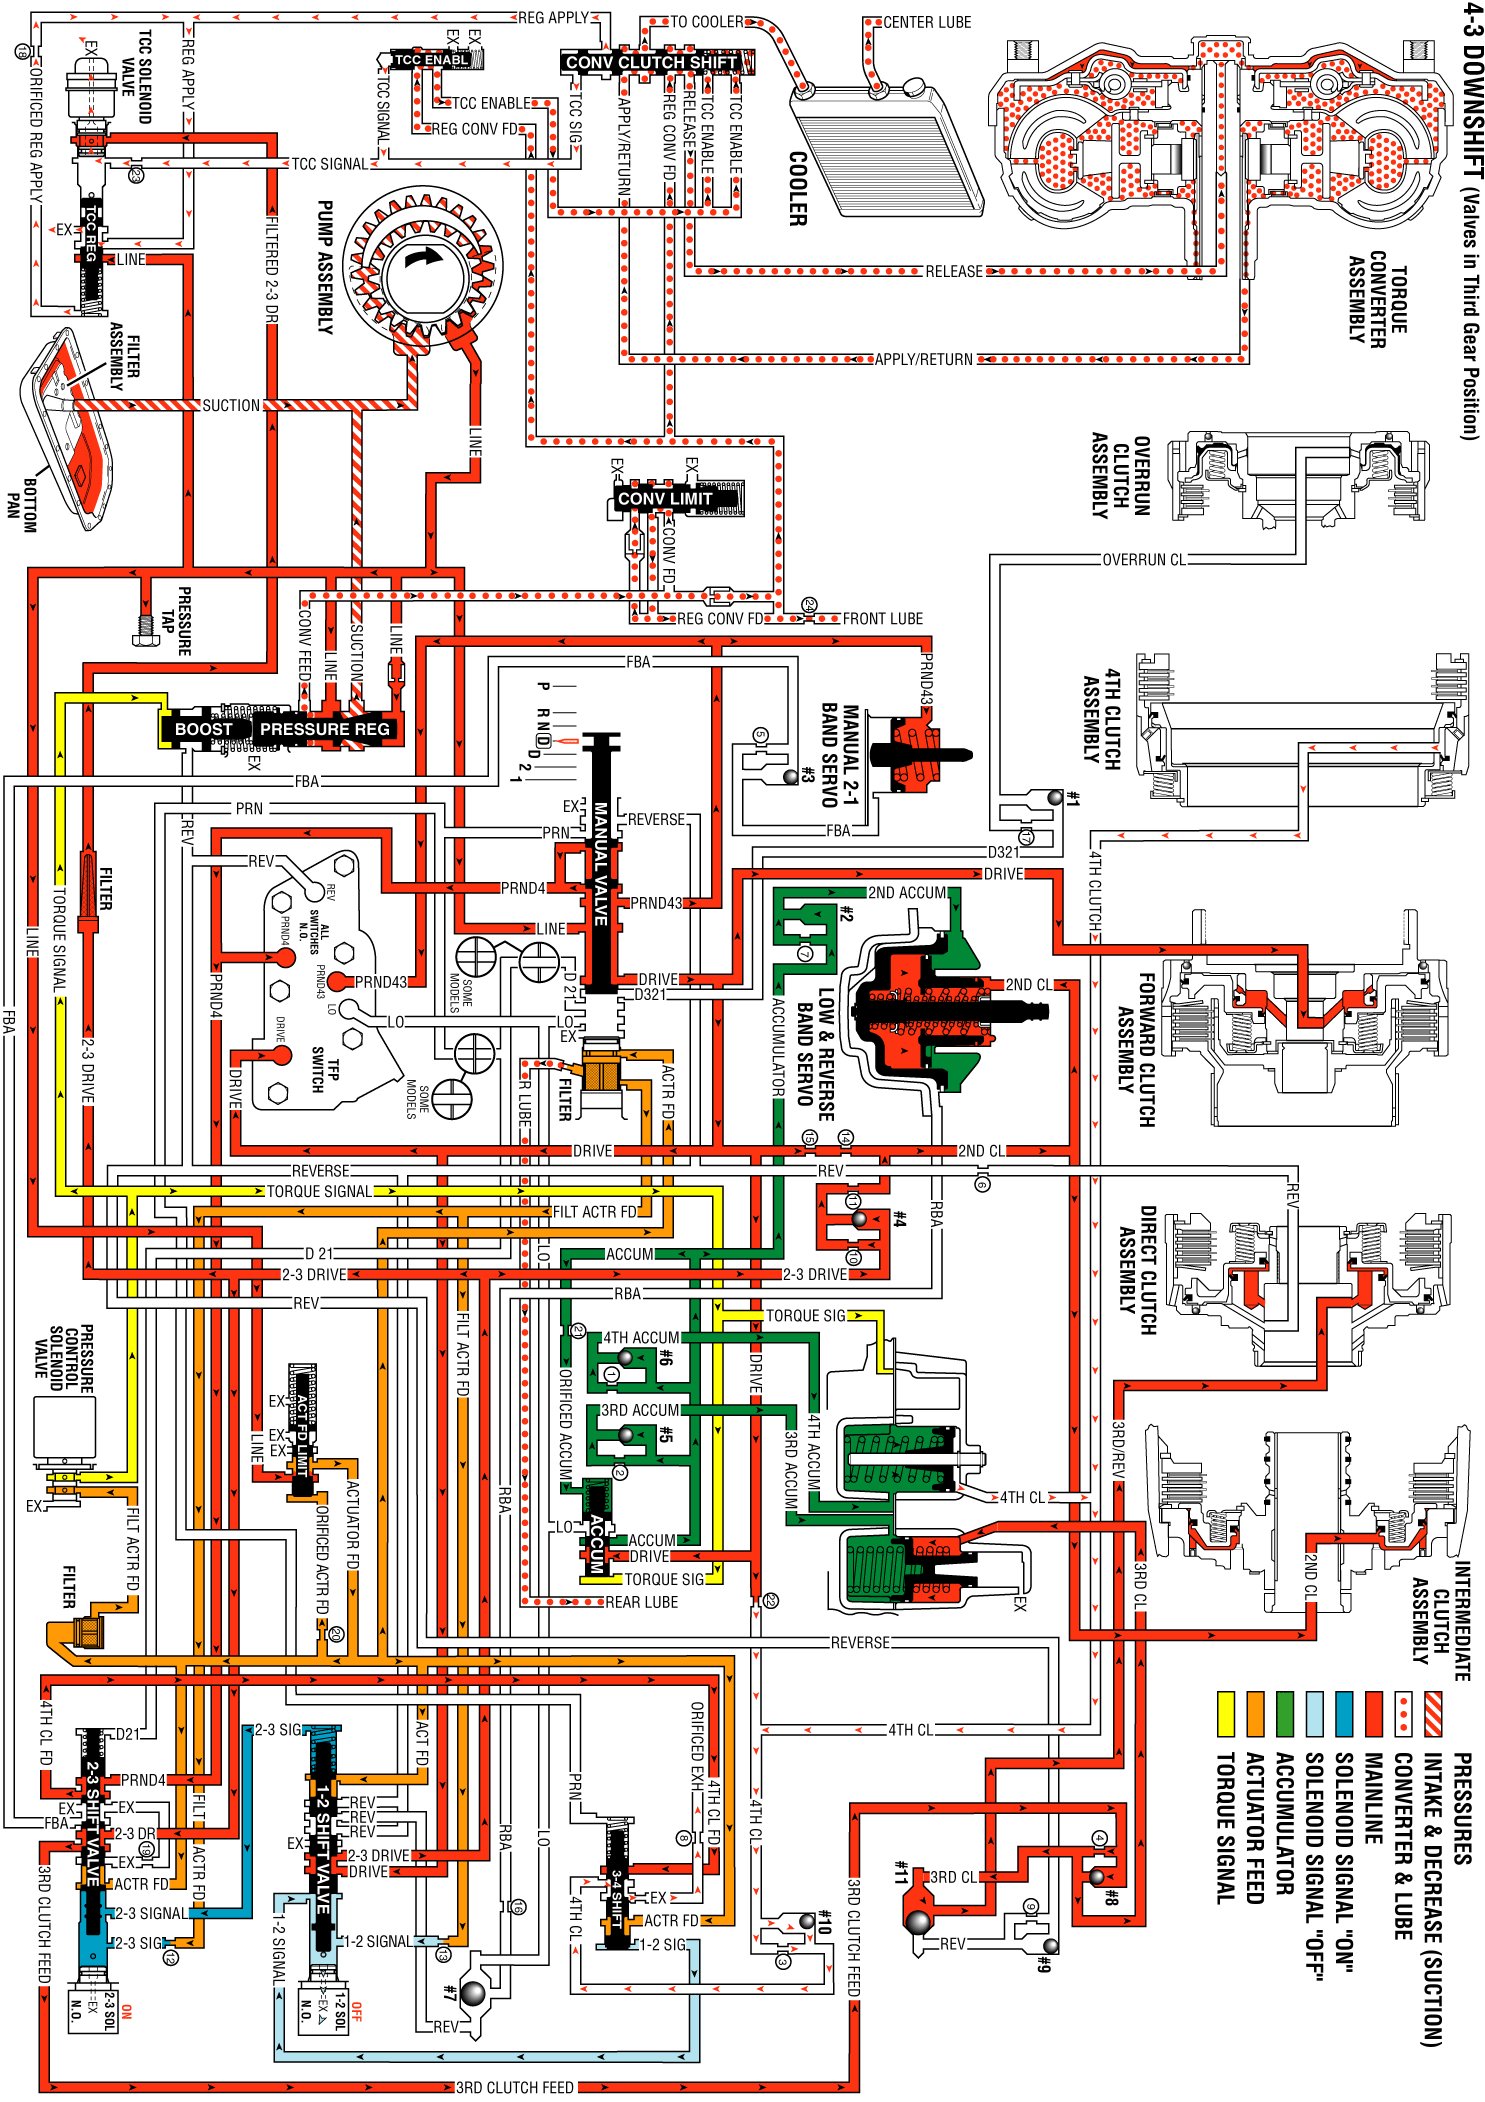 4-3 DOWNSHIFT (Valves in Third Gear Position)
REG APPLY
TO COOLER
CENTER LUBE
18
EX
TCC SOLENOID
VALVE
REG APPLY
ORIFICED REG APPLY
EX
EX
TCC ENABL
CONV CLUTCH SHIFT
TCC ENABLE
REG CONV FD
TCC SIGNAL
TCC SIG
APPLY/RETURN
REG CONV FD
RELEASE
TCC ENABLE
TCC ENABLE
COOLER
TCC SIGNAL
23
TCC REG
EX
LINE
FILTERED 2-3 DR
PUMP ASSEMBLY
RELEASE
TORQUE
CONVERTER
ASSEMBLY
APPLY/RETURN
FILTER
ASSEMBLY
SUCTION
LINE
BOTTOM
PAN
EX
EX
CONV LIMIT
CONV FD
OVERRUN
CLUTCH
ASSEMBLY
OVERRUN CL
PRESSURE
TAP
CONV FEED
LINE
SUCTION
LINE
REG CONV FD
24
FRONT LUBE
FBA
PRND43
BOOST
PRESSURE REG
EX
P
R
N
D
D
2
1
5
#3
MANUAL 2-1
BAND SERVO
4TH CLUTCH
ASSEMBLY
FBA
PRN
EX
REVERSE
FBA
#1
17
D321
REV
REV
PRN
MANUAL VALVE
PRND4
PRND43
LINE
DRIVE
4TH CLUTCH
FILTER
TORQUE SIGNAL
LINE
REV
ALL
SWITCHES
N.O.
PRND4
PRND43
LO
DRIVE
TFP
SWITCH
PRND43
PRND4
SOME
MODELS
SOME
MODELS
LO
D 21
LO
EX
DRIVE
D321
2ND ACCUM
#2
7
ACCUMULATOR
LOW & REVERSE
BAND SERVO
2ND CL
FORWARD CLUTCH
ASSEMBLY
FBA
2-3 DRIVE
DRIVE
R LUBE
FILTER
ACTR FD
DRIVE
15
14
2ND CL
REVERSE
REV
6
REV
TORQUE SIGNAL
FILT ACTR FD
11
#4
10
RBA
D 21
ACCUM
LO
2-3 DRIVE
2-3 DRIVE
RBA
REV
DIRECT CLUTCH
ASSEMBLY
TORQUE SIG
PRESSURE
CONTROL
SOLENOID
VALVE
FILT ACTR FD
21
4TH ACCUM
#6
1
ORIFICED ACCUM
3RD ACCUM
#5
2
DRIVE
4TH ACCUM
3RD ACCUM
4TH CL
3RD/REV
EX
EX
EX
ACT FD LIMIT
LINE
ACTUATOR FD
ORIFICED ACTR FD
EX
FILT ACTR FD
RBA
LO
ACCUM
ACCUM
DRIVE
TORQUE SIG
REAR LUBE
22
EX
3RD CL
2ND CL
INTERMEDIATE
CLUTCH
ASSEMBLY
FILTER
20
REVERSE
4TH CL FD
D21
2-3 SIG
ACT FD
ORIFICED EXH
4TH CL FD
4TH CL
4TH CL
2-3 SHIFT VALVE
PRND4
EX
EX
FBA
2-3 DR
19
EX
ACTR FD
FILT ACTR FD
2-3 SIGNAL
2-3 SIG
12
1-2 SHIFT VALVE
REV
REV
REV
EX
2-3 DRIVE
DRIVE
1-2 SIGNAL
1-2 SIGNAL
13
PRN
8
3-4 SHIFT
EX
ACTR FD
1-2 SIG
4TH CL
RBA
LO
16
#7
REV
#10
3
3RD CLUTCH FEED
3RD CLUTCH FEED
#11
3RD CL
REV
4
#8
9
#9
EX
2-3 SOL
N.O.
ON
EX
1-2 SOL
N.O.
OFF
3RD CLUTCH FEED
PRESSURES
INTAKE & DECREASE (SUCTION)
CONVERTER & LUBE
MAINLINE
SOLENOID SIGNAL "ON"
SOLENOID SIGNAL "OFF"
ACCUMULATOR
ACTUATOR FEED
TORQUE SIGNAL